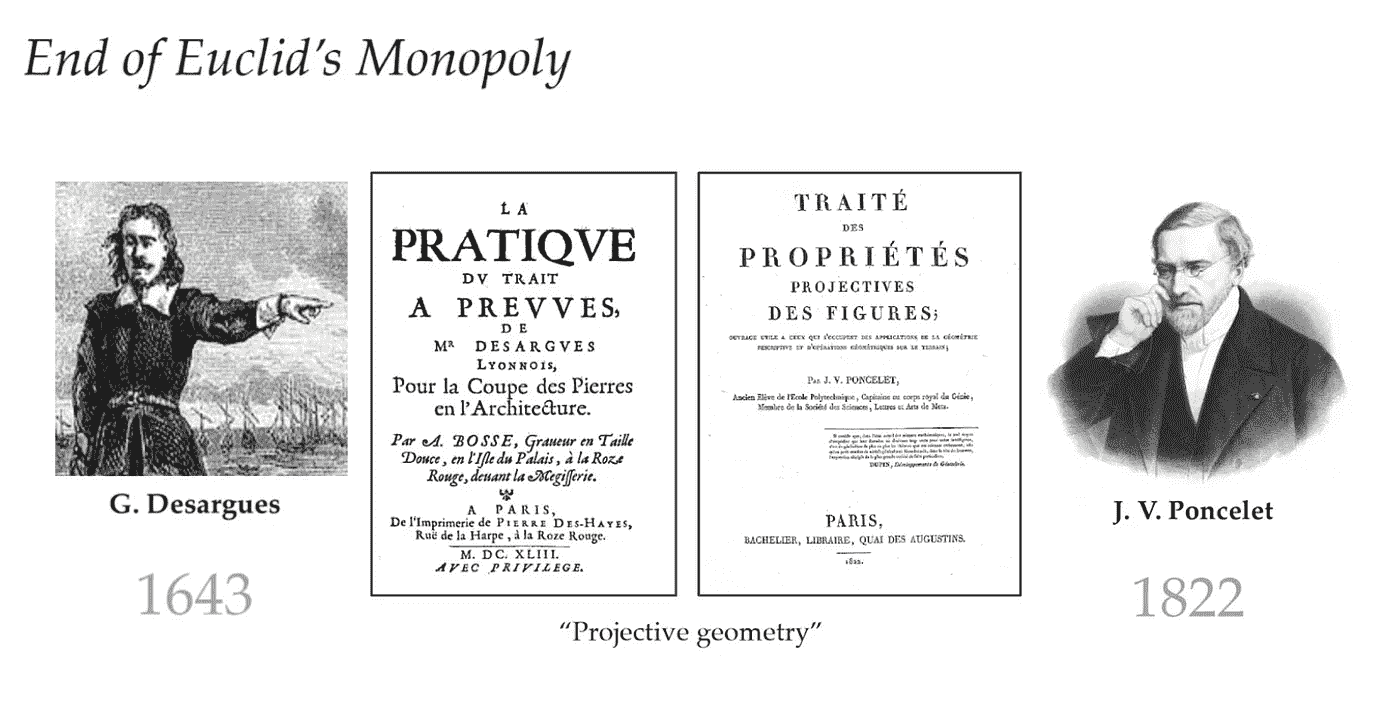 End of Euclid's Monopoly
LA
PRATIQVE
DV TRAIT
A PREVVES,
DE
Mᴿ DESARGVES
LYONNOIS,
Pour la Coupe des Pierres
en l'Architecture.
Par A. BOSSE, Graueur en Taille
Douce, en l'Isle du Palais, à la Roze
Rouge, deuant la Megisserie.
A PARIS,
De l'Imprimerie de PIERRE DES-HAYES,
Ruë de la Harpe, à la Roze Rouge.
M. DC. XLIII.
AVEC PRIVILEGE.
TRAITÉ
DES
PROPRIÉTÉS
PROJECTIVES
DES FIGURES;
OUVRAGE UTILE A CEUX QUI S'OCCUPENT DES APPLICATIONS DE LA GÉOMÉTRIE
DESCRIPTIVE ET D'OPÉRATIONS GÉOMÉTRIQUES SUR LE TERRAIN;
PAR J. V. PONCELET,
Ancien Élève de l'École Polytechnique, Capitaine au corps royal du Génie,
Membre de la Société des Sciences, Lettres et Arts de Metz.
DUPIN, Développements de Géométrie.
PARIS,
BACHELIER, LIBRAIRE, QUAI DES AUGUSTINS.
1822.
G. Desargues
J. V. Poncelet
1643
1822
“Projective geometry”